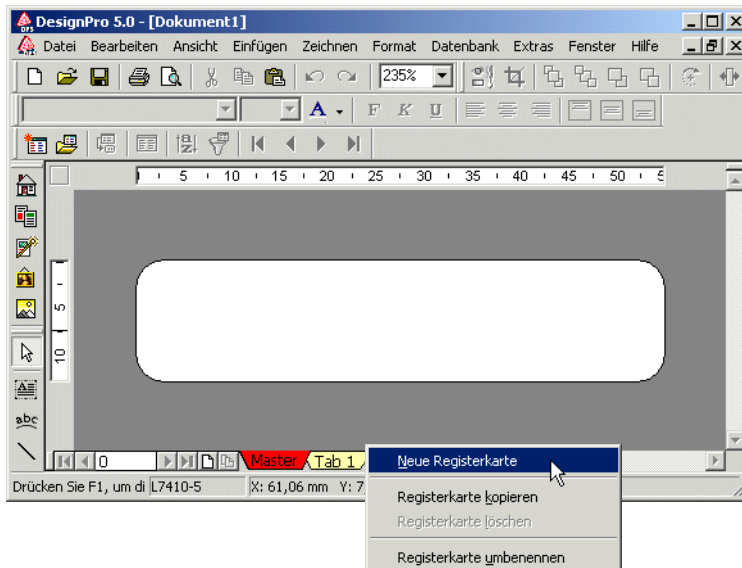 DesignPro 5.0 - [Dokument1]
Datei Bearbeiten Ansicht Einfügen Zeichnen Format Datenbank Extras Fenster Hilfe
235%
A F K U
5 10 15 20 25 30 35 40 45 50 5
5
10
abc
0 Master Tab 1
Neue Registerkarte
Drücken Sie F1, um di L7410-5 X: 61,06 mm Y: 7
Registerkarte kopieren
Registerkarte löschen
Registerkarte umbenennen